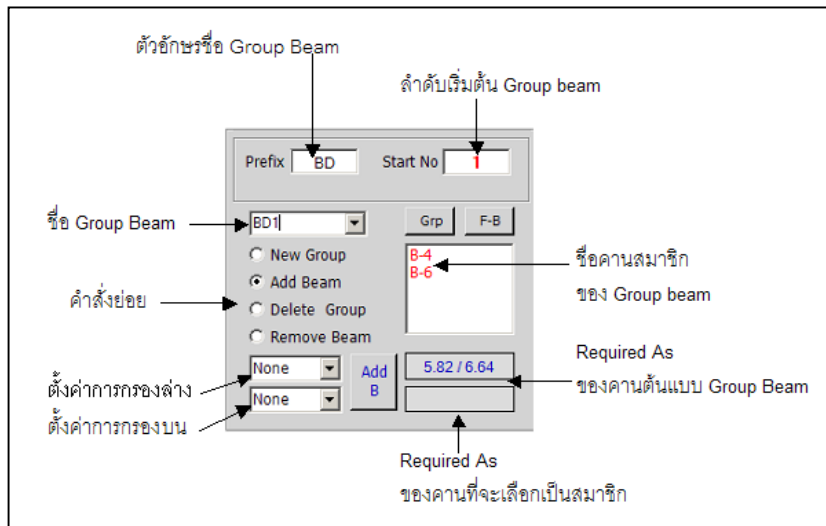 ตัวอักษรชื่อ Group Beam
ลำดับเริ่มต้น Group beam
Prefix BD Start No 1
ชื่อ Group Beam
BD1
Grp F-B
New Group
Add Beam
Delete Group
Remove Beam
B-4
B-6
ชื่อคานสมาชิก
ของ Group beam
คำสั่งย่อย
None
None
Add
B
5.82 / 6.64
Required As
ของคานต้นแบบ Group Beam
ตั้งค่าการกรองล่าง
ตั้งค่าการกรองบน
Required As
ของคานที่จะเลือกเป็นสมาชิก